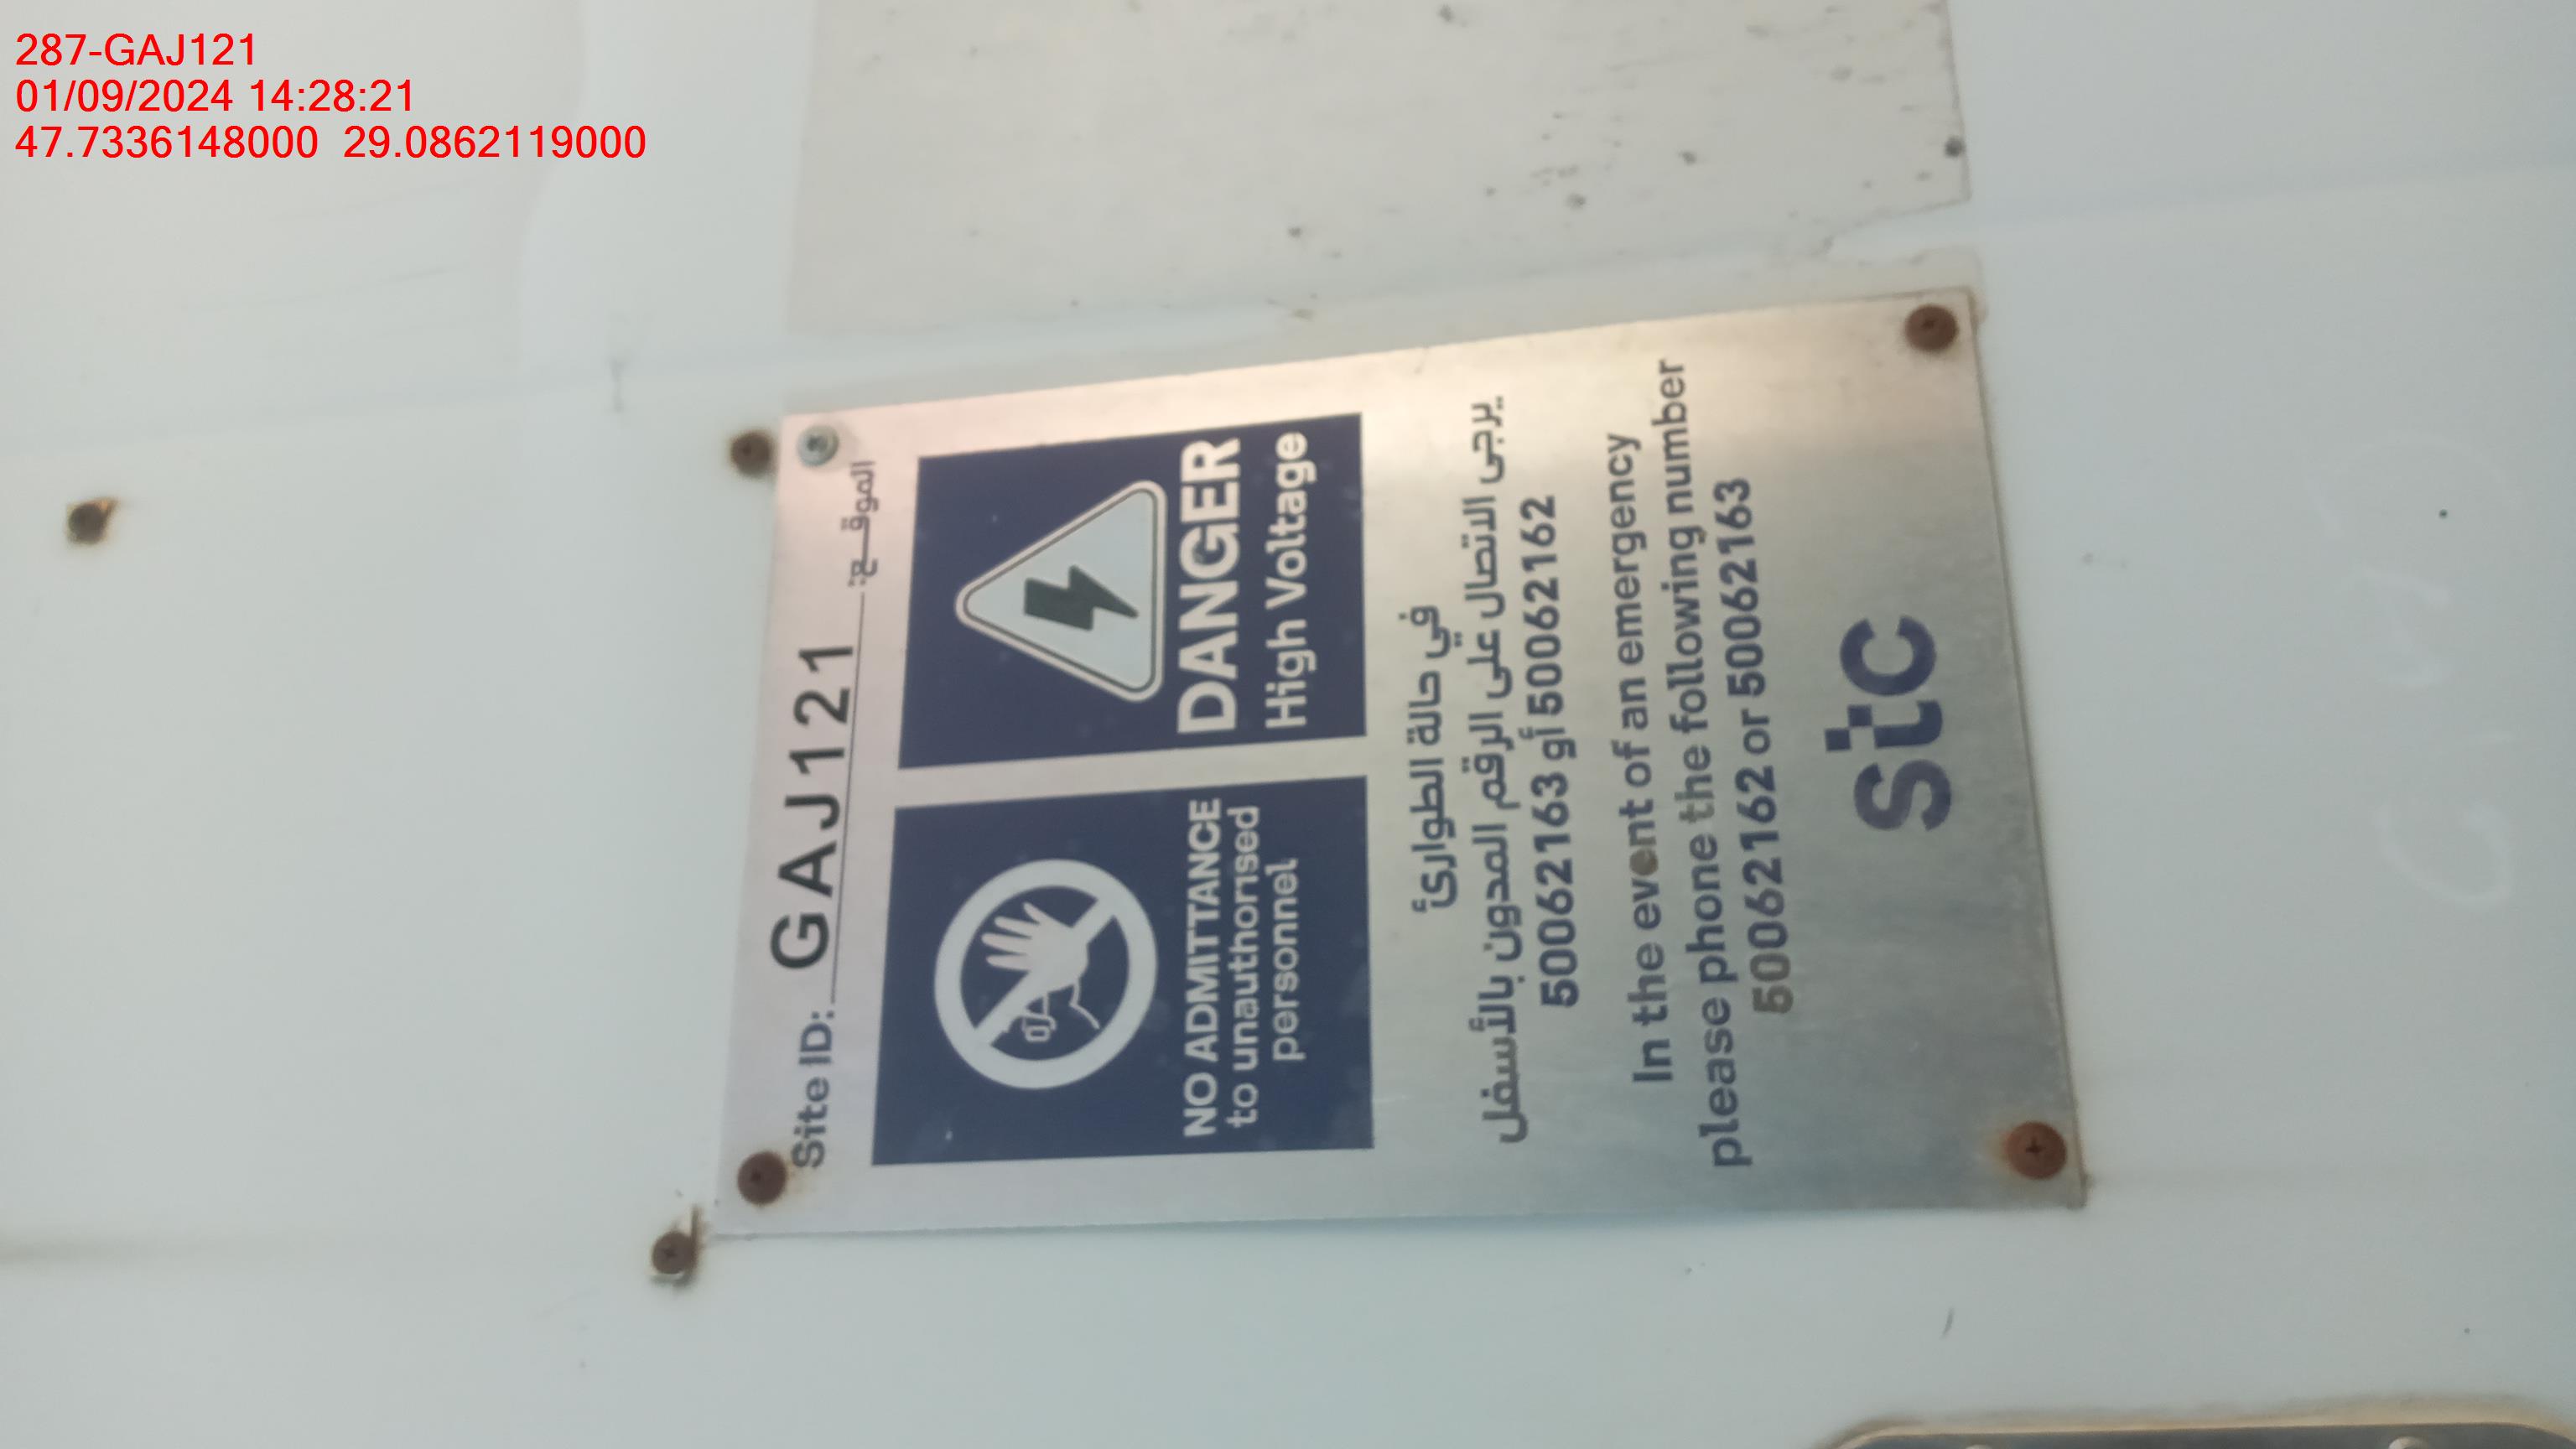 287-GAJ121
01/09/2024 14:28:21
47.7336148000 29.0862119000
Site ID: GAJ121 الموقـــع:
NO ADMITTANCE
to unauthorised
personnel
DANGER
High Voltage
في حالة الطوارئ
يرجى الاتصال على الرقم المدون بالأسفل
50062162 أو 50062163
In the event of an emergency
please phone the following number
50062162 or 50062163
stc